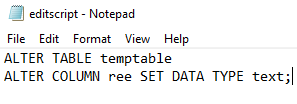 editscript - Notepad
File Edit Format View Help
ALTER TABLE temptable
ALTER COLUMN ree SET DATA TYPE text;